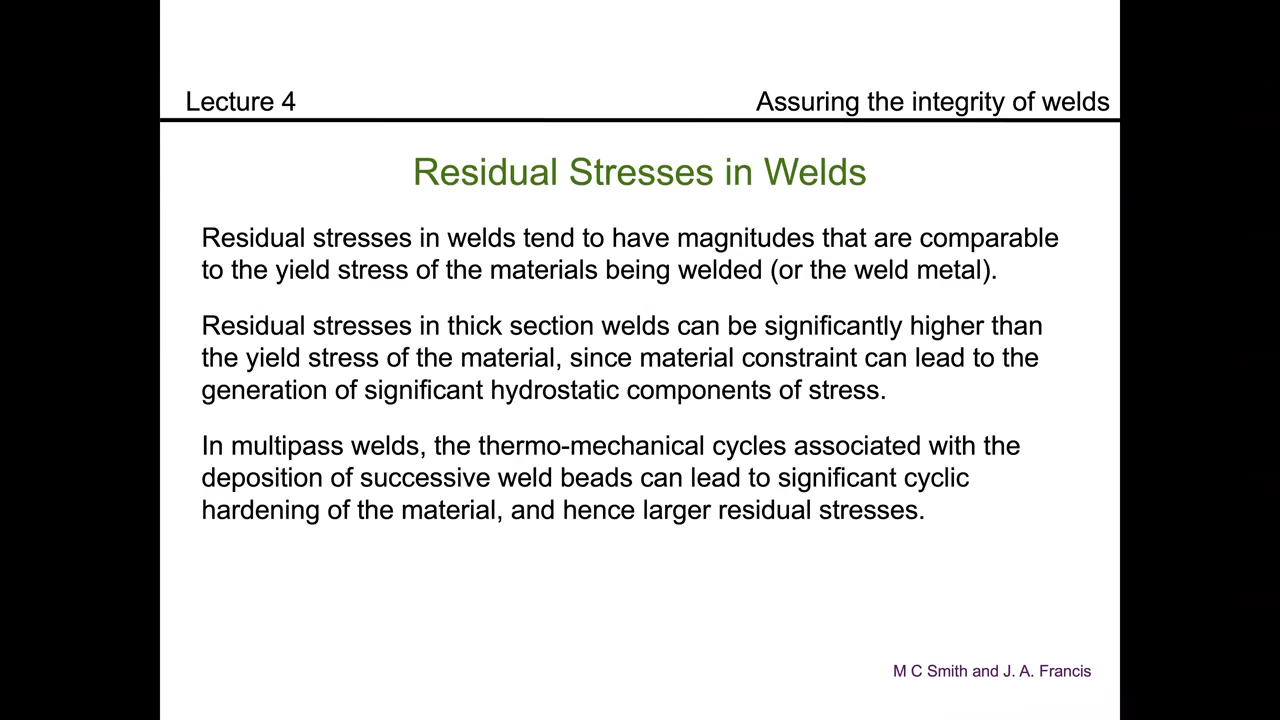 Lecture 4
Assuring the integrity of welds
Residual Stresses in Welds
Residual stresses in welds tend to have magnitudes that are comparable
to the yield stress of the materials being welded (or the weld metal).
Residual stresses in thick section welds can be significantly higher than
the yield stress of the material, since material constraint can lead to the
generation of significant hydrostatic components of stress.
In multipass welds, the thermo-mechanical cycles associated with the
deposition of successive weld beads can lead to significant cyclic
hardening of the material, and hence larger residual stresses.
M C Smith and J. A. Francis